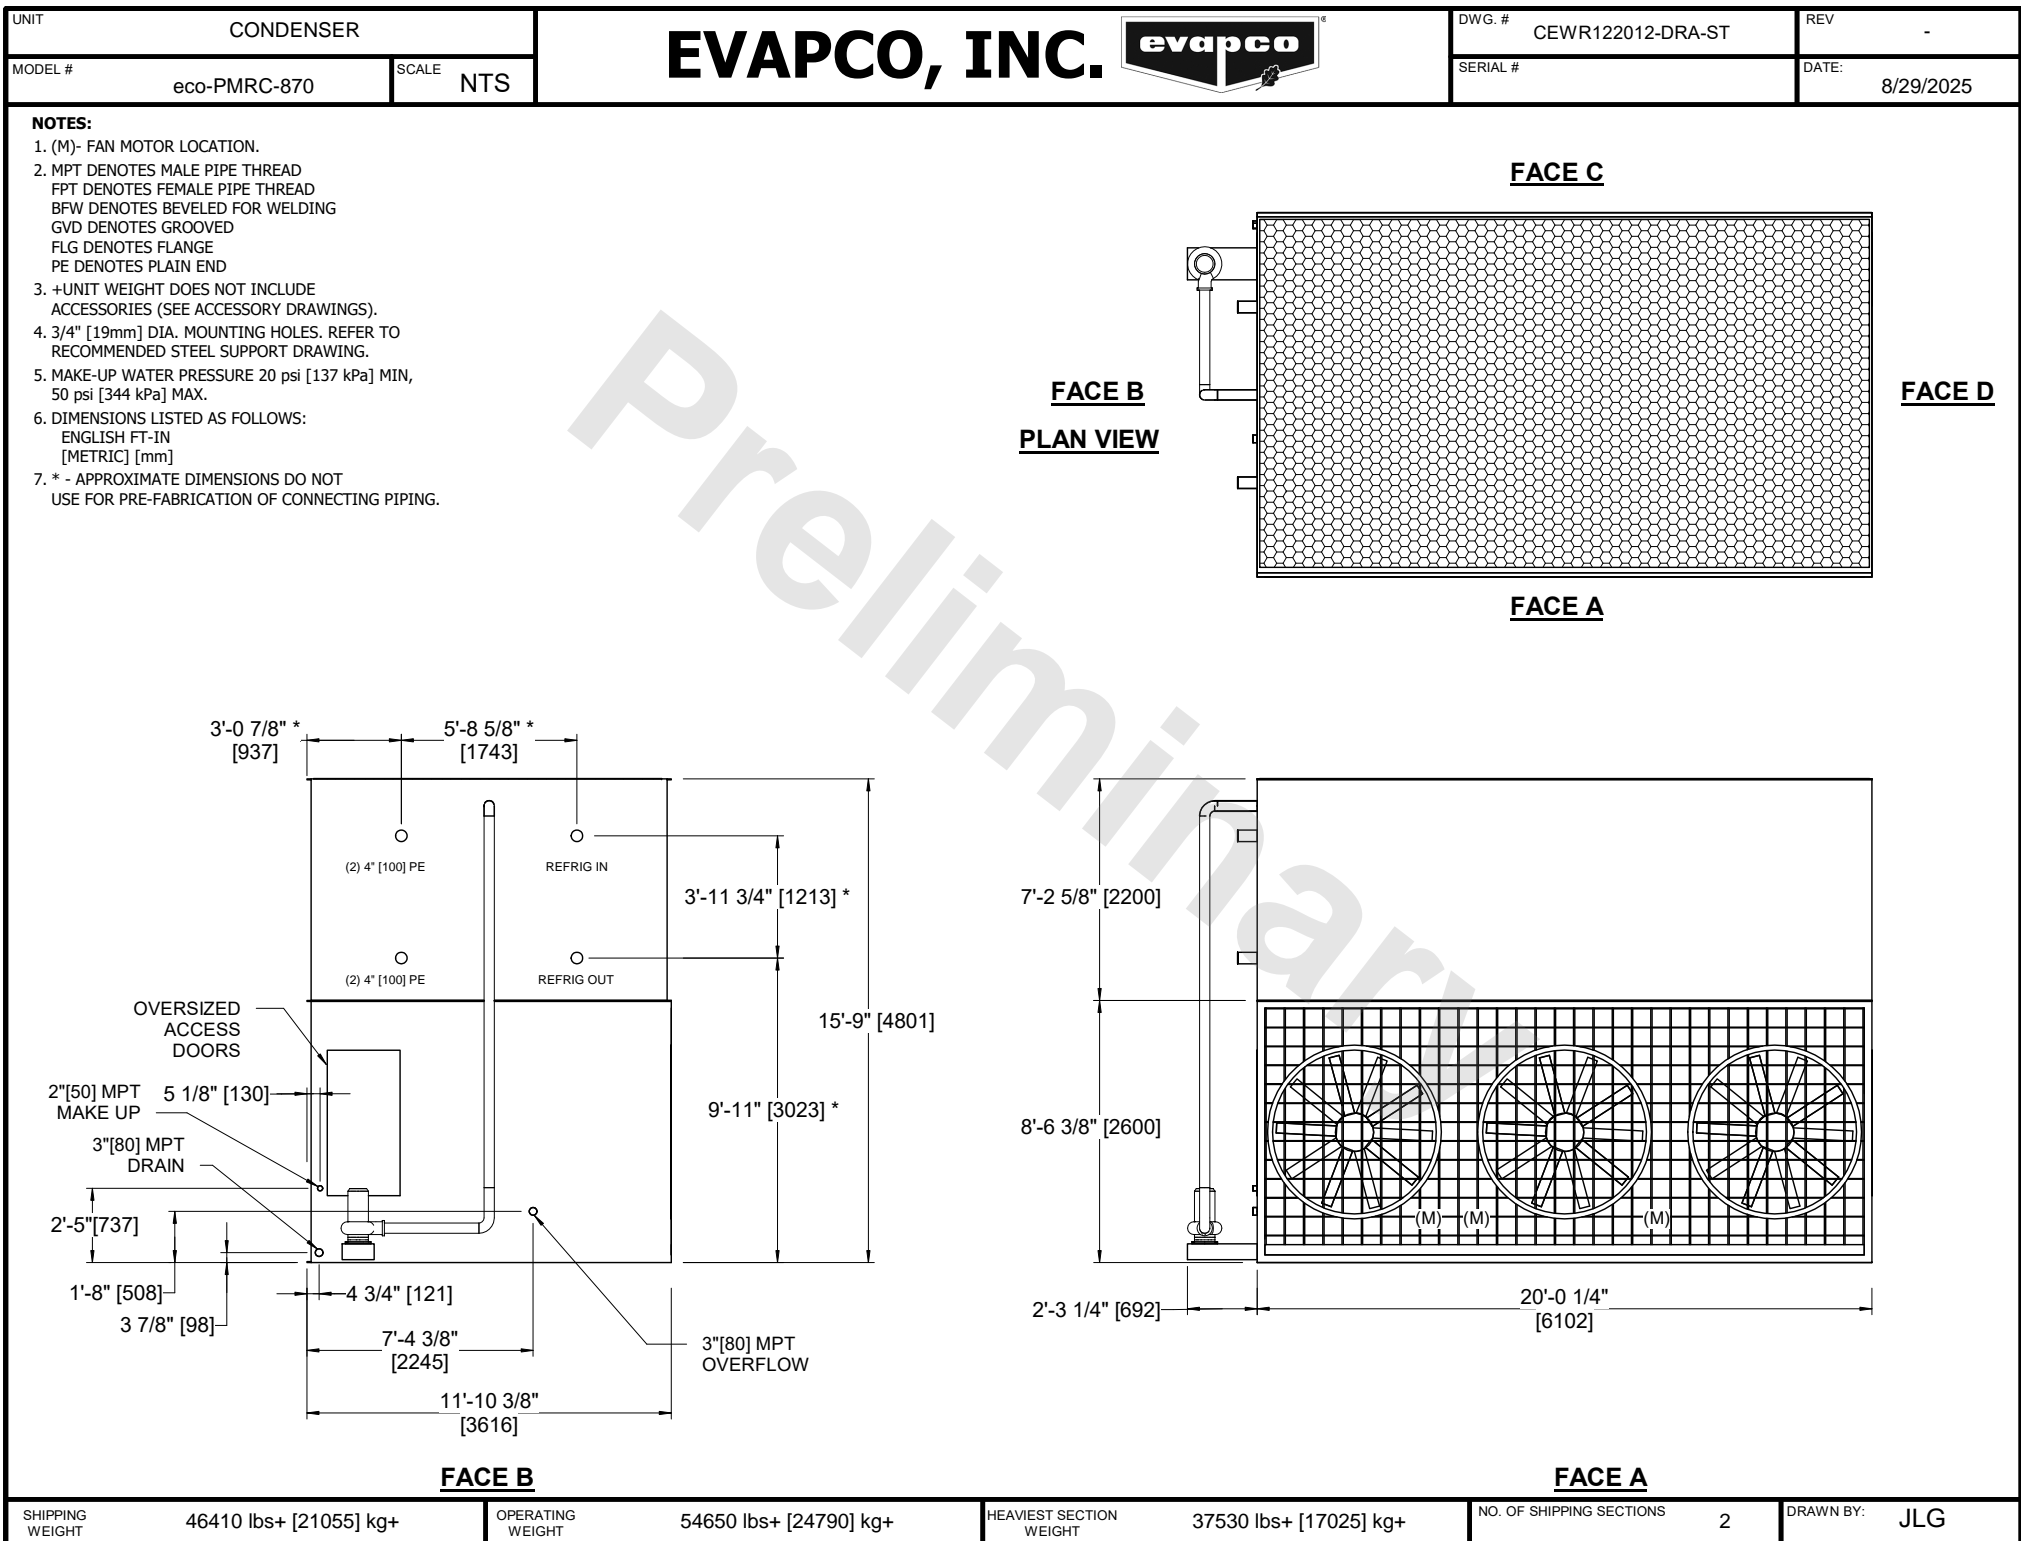 UNIT
CONDENSER
MODEL #
eco-PMRC-870
SCALE
NTS
EVAPCO, INC.
evapco
®
DWG. #
CEWR122012-DRA-ST
REV
-
SERIAL #
DATE:
8/29/2025
NOTES:
1. (M)- FAN MOTOR LOCATION.
2. MPT DENOTES MALE PIPE THREAD
FPT DENOTES FEMALE PIPE THREAD
BFW DENOTES BEVELED FOR WELDING
GVD DENOTES GROOVED
FLG DENOTES FLANGE
PE DENOTES PLAIN END
3. +UNIT WEIGHT DOES NOT INCLUDE
ACCESSORIES (SEE ACCESSORY DRAWINGS).
4. 3/4" [19mm] DIA. MOUNTING HOLES. REFER TO
RECOMMENDED STEEL SUPPORT DRAWING.
5. MAKE-UP WATER PRESSURE 20 psi [137 kPa] MIN,
50 psi [344 kPa] MAX.
6. DIMENSIONS LISTED AS FOLLOWS:
ENGLISH FT-IN
[METRIC] [mm]
7. * - APPROXIMATE DIMENSIONS DO NOT
USE FOR PRE-FABRICATION OF CONNECTING PIPING.
Preliminary
FACE C
FACE B
PLAN VIEW
FACE D
FACE A
3'-0 7/8" *
[937]
5'-8 5/8" *
[1743]
(2) 4" [100] PE
REFRIG IN
3'-11 3/4" [1213] *
(2) 4" [100] PE
REFRIG OUT
OVERSIZED
ACCESS
DOORS
15'-9" [4801]
2"[50] MPT
MAKE UP
5 1/8" [130]
9'-11" [3023] *
3"[80] MPT
DRAIN
2'-5"[737]
1'-8" [508]
4 3/4" [121]
3 7/8" [98]
7'-4 3/8"
[2245]
3"[80] MPT
OVERFLOW
11'-10 3/8"
[3616]
FACE B
7'-2 5/8" [2200]
8'-6 3/8" [2600]
(M)
(M)
(M)
2'-3 1/4" [692]
20'-0 1/4"
[6102]
FACE A
SHIPPING
WEIGHT
46410 lbs+ [21055] kg+
OPERATING
WEIGHT
54650 lbs+ [24790] kg+
HEAVIEST SECTION
WEIGHT
37530 lbs+ [17025] kg+
NO. OF SHIPPING SECTIONS
2
DRAWN BY:
JLG